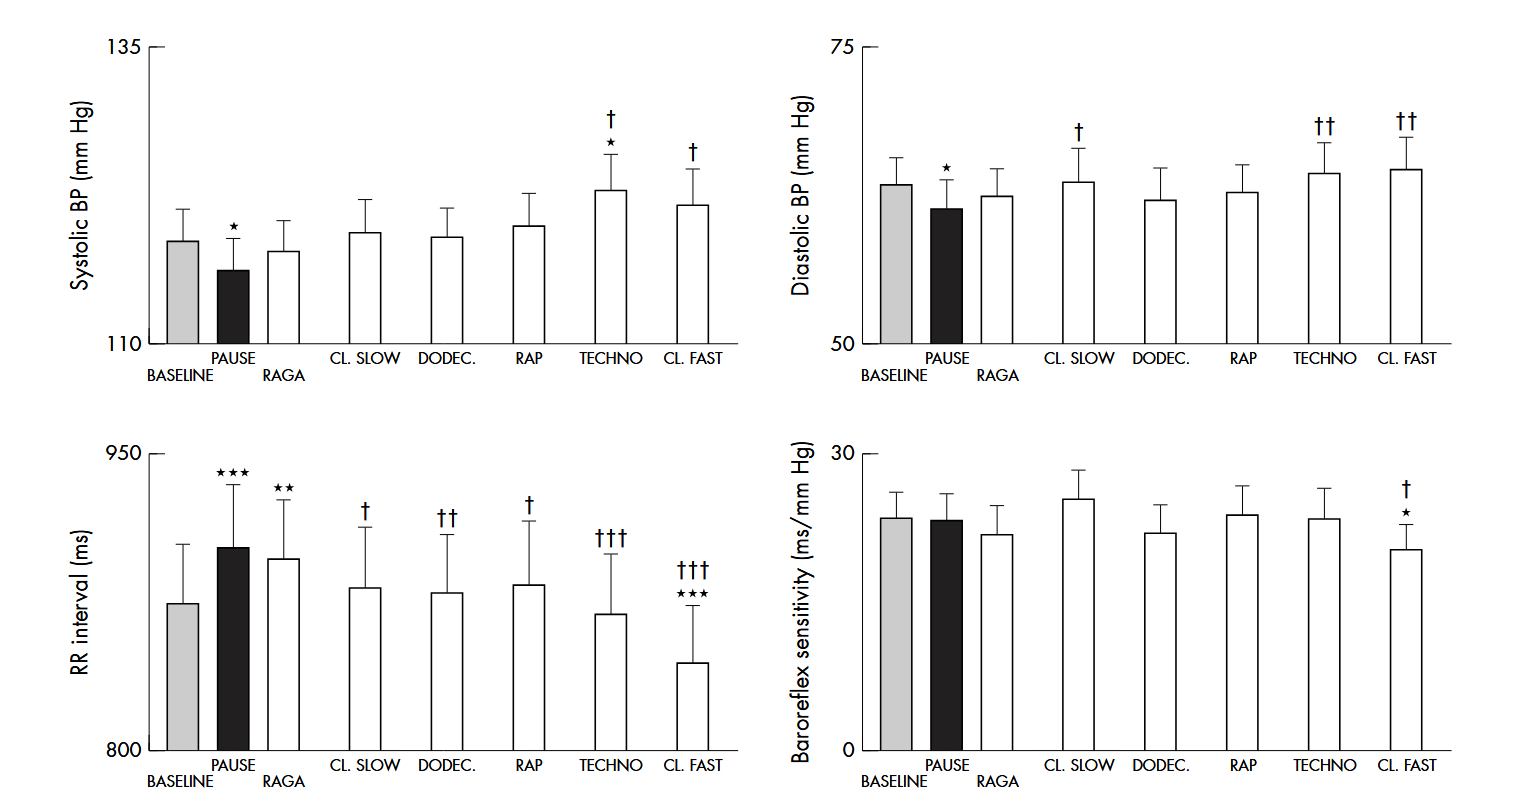 135
Systolic BP (mm Hg)
†
★
†
★
110
PAUSE CL. SLOW DODEC. RAP TECHNO CL. FAST
BASELINE RAGA
75
Diastolic BP (mm Hg)
†
††
††
★
50
PAUSE CL. SLOW DODEC. RAP TECHNO CL. FAST
BASELINE RAGA
950
RR interval (ms)
★★★
★★
†
††
†
†††
†††
★★★
800
PAUSE CL. SLOW DODEC. RAP TECHNO CL. FAST
BASELINE RAGA
30
Baroreflex sensitivity (ms/mm Hg)
†
★
0
PAUSE CL. SLOW DODEC. RAP TECHNO CL. FAST
BASELINE RAGA